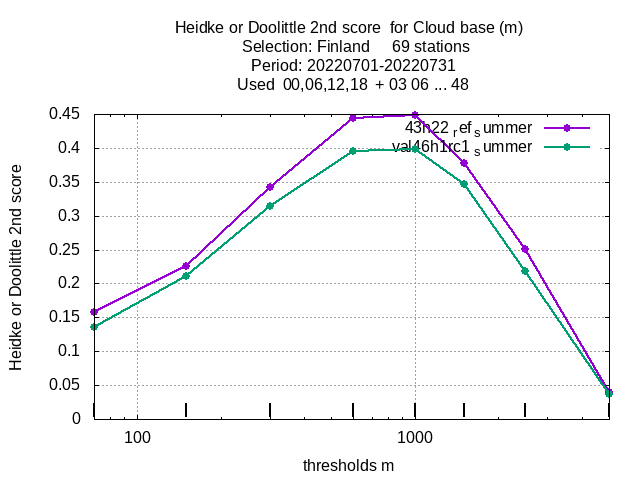 Heidke or Doolittle 2nd score  for Cloud base (m)
Selection: Finland     69 stations
Period: 20220701-20220731
Used  00,06,12,18  + 03 06 ... 48
0.45
0.4
0.35
0.3
0.25
0.2
0.15
0.1
0.05
0
Heidke or Doolittle 2nd score
43h22_ref_summer
val46h1rc1_summer
100
1000
thresholds m